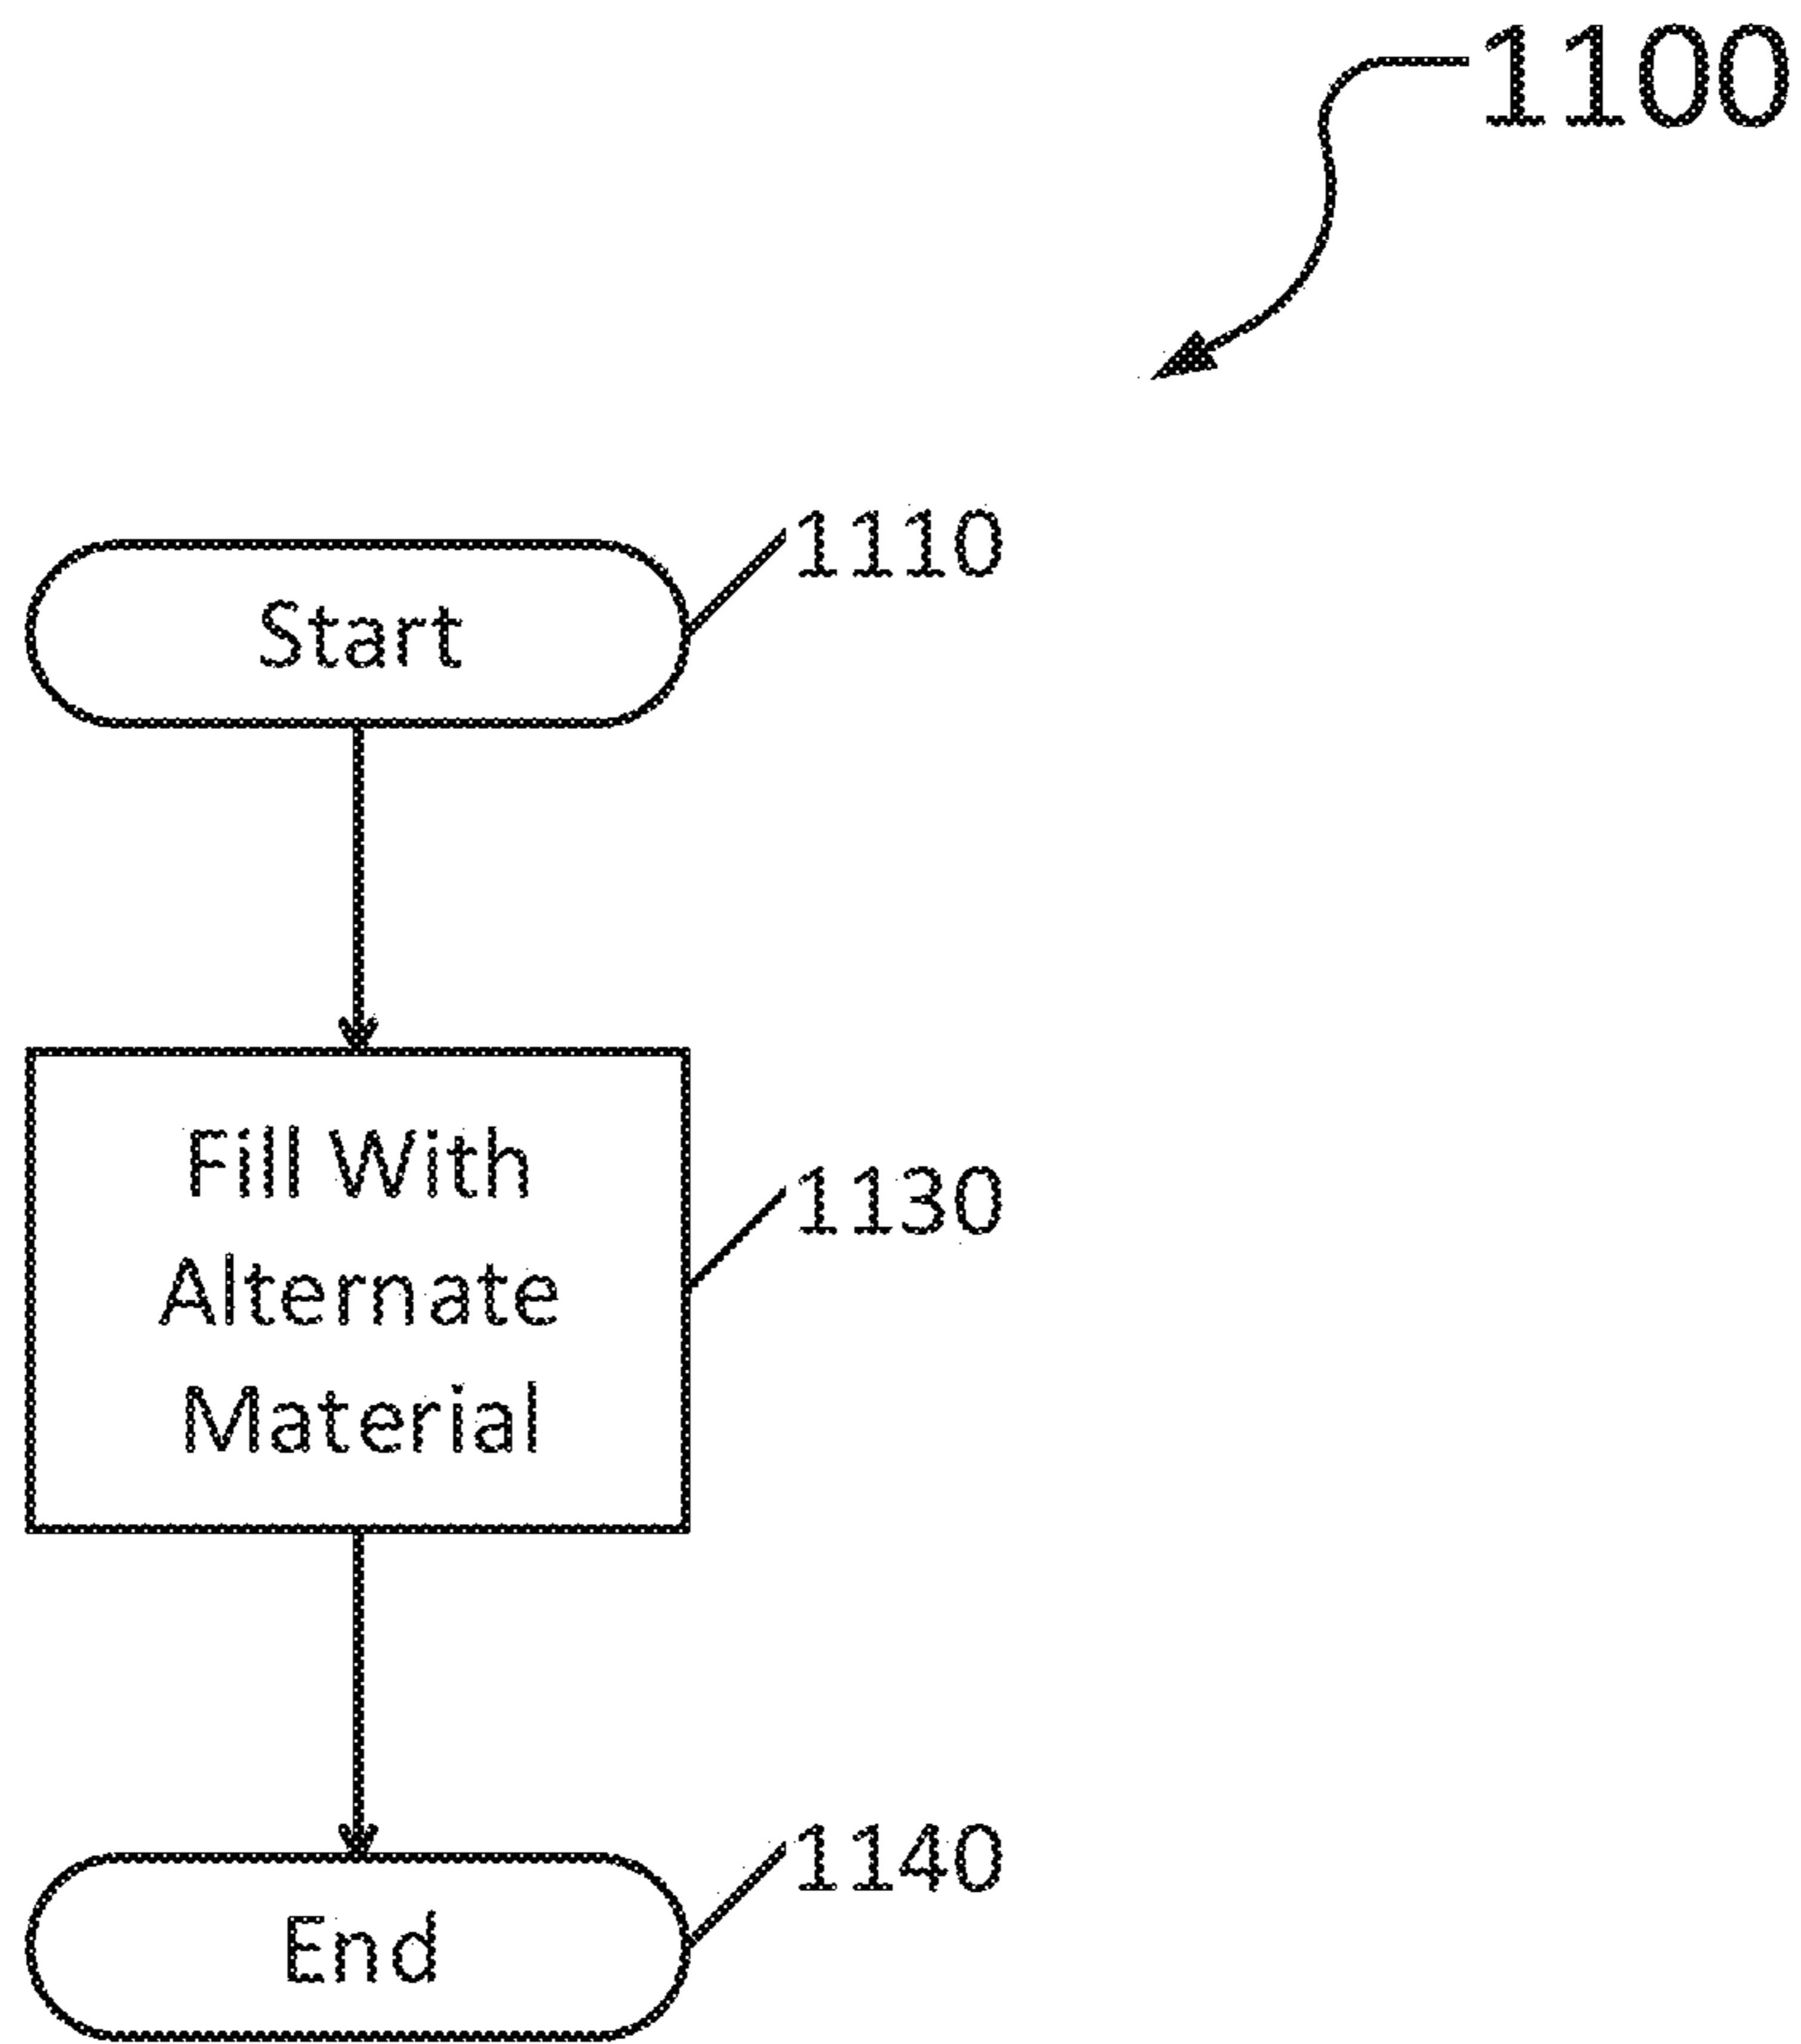 1100
1110
Start
Fill With
1130
Alternate
Material
1140
End